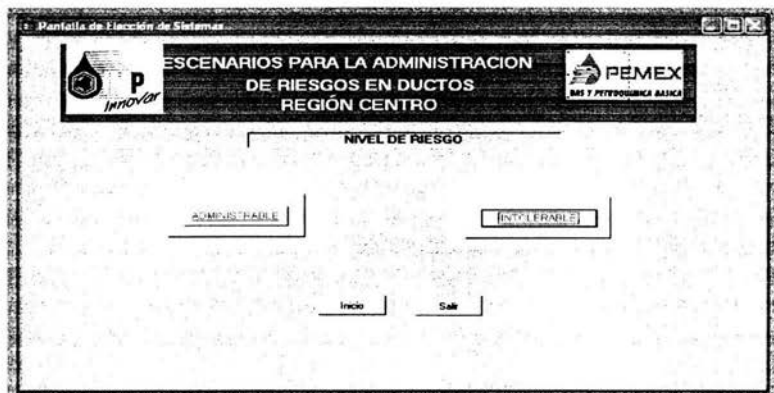 Pantalla de Elección de Sistemas
P
Innovar
ESCENARIOS PARA LA ADMINISTRACION
DE RIESGOS EN DUCTOS
REGIÓN CENTRO
PEMEX
GAS Y PETROQUIMICA BASICA
NIVEL DE RIESGO
ADMINISTRABLE
INTOLERABLE
Inicio
Salir